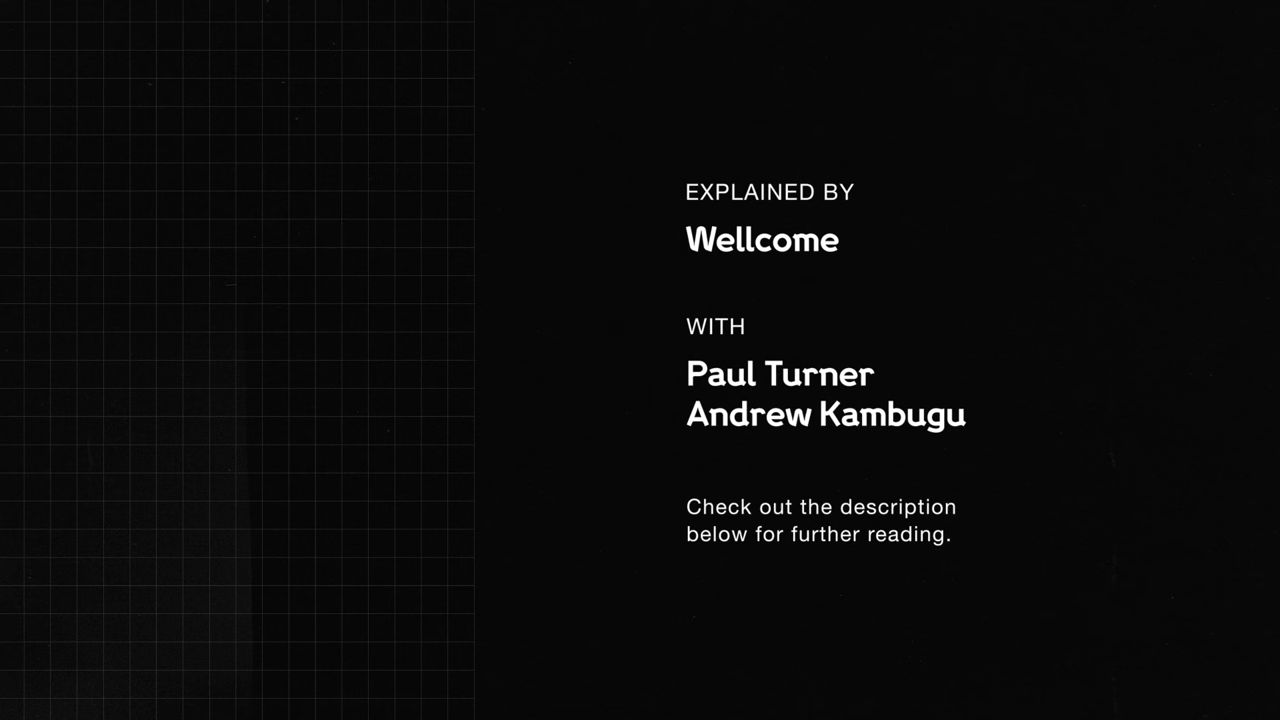 EXPLAINED BY
Wellcome
WITH
Paul Turner
Andrew Kambugu
Check out the description
below for further reading.